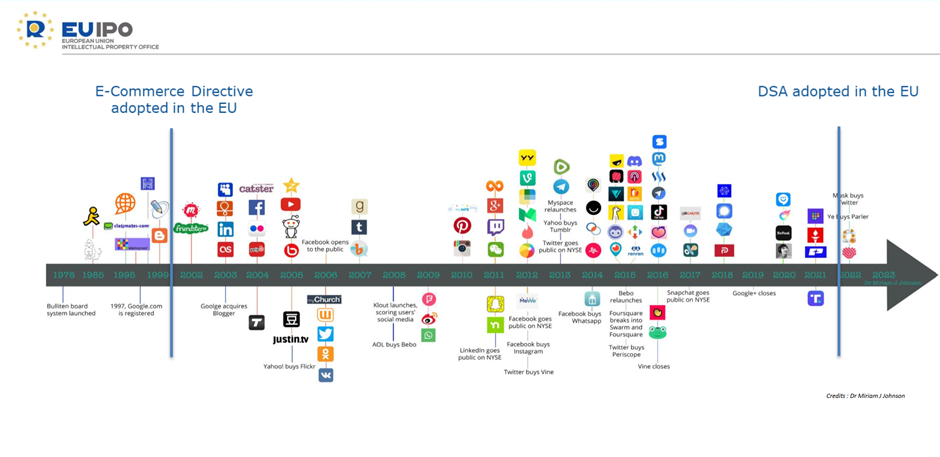 EUIPO
EUROPEAN UNION
INTELLECTUAL PROPERTY OFFICE
E-Commerce Directive
adopted in the EU
DSA adopted in the EU
catster
classmates.com
friendster
Myspace
relaunches
Yahoo buys
Tumblr
Twitter goes
public on NYSE
Facebook opens
to the public
renren
Musk buys
Twitter
Ye buys Parler
1978
1985
1995
1999
2002
2003
2004
2005
2006
2007
2008
2009
2010
2011
2012
2013
2014
2015
2016
2017
2018
2019
2020
2021
2022
2023
Dr Miriam J Johnson
Bulliten board
system launched
1997, Google.com
is registered
Goolge acquires
Blogger
justin.tv
Yahoo! buys Flickr
myChurch
Klout launches,
scoring users'
social media
AOL buys Bebo
LinkedIn goes
public on NYSE
MeWe
Facebook goes
public on NYSE
Facebook buys
Instagram
Twitter buys Vine
Facebook buys
Whatsapp
Bebo
relaunches
Foursquare
breaks into
Swarm and
Foursquare
Twitter buys
Periscope
Vine closes
Snapchat goes
public on NYSE
Google+ closes
Credits : Dr Miriam J Johnson